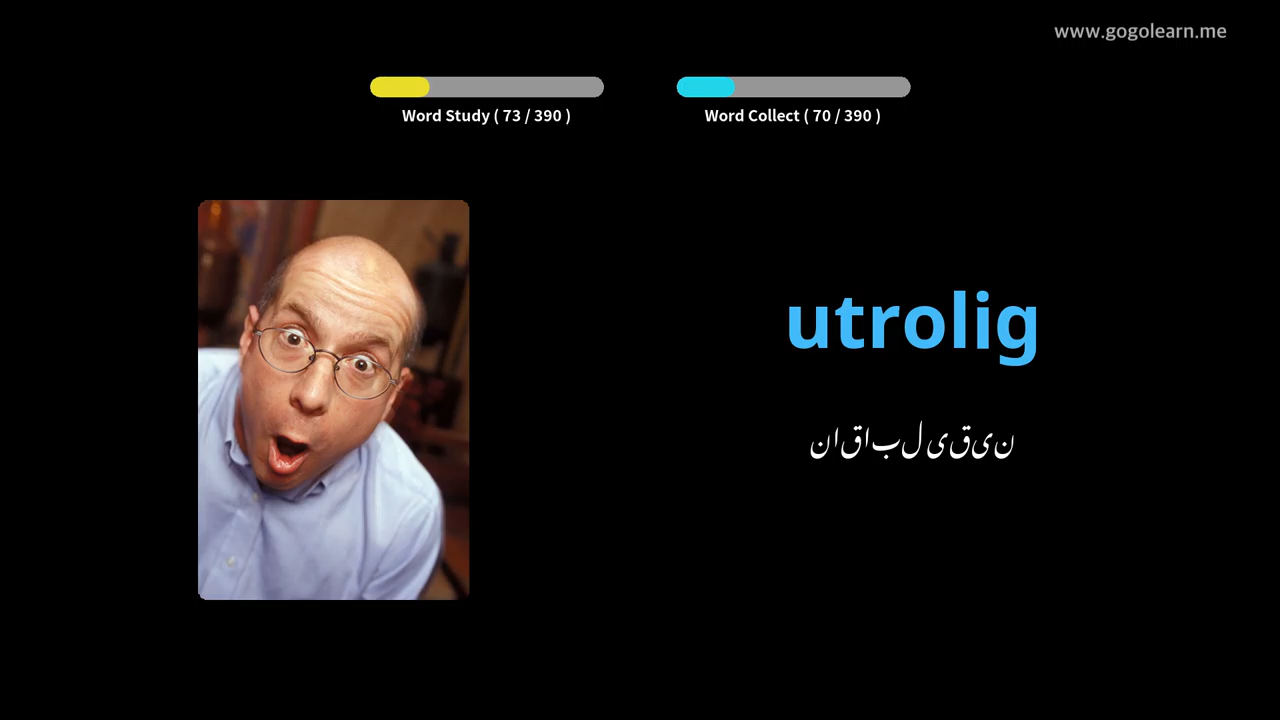 www.gogolearn.me
Word Study ( 73 / 390 )
Word Collect ( 70 / 390 )
utrolig
ناقابل یقین